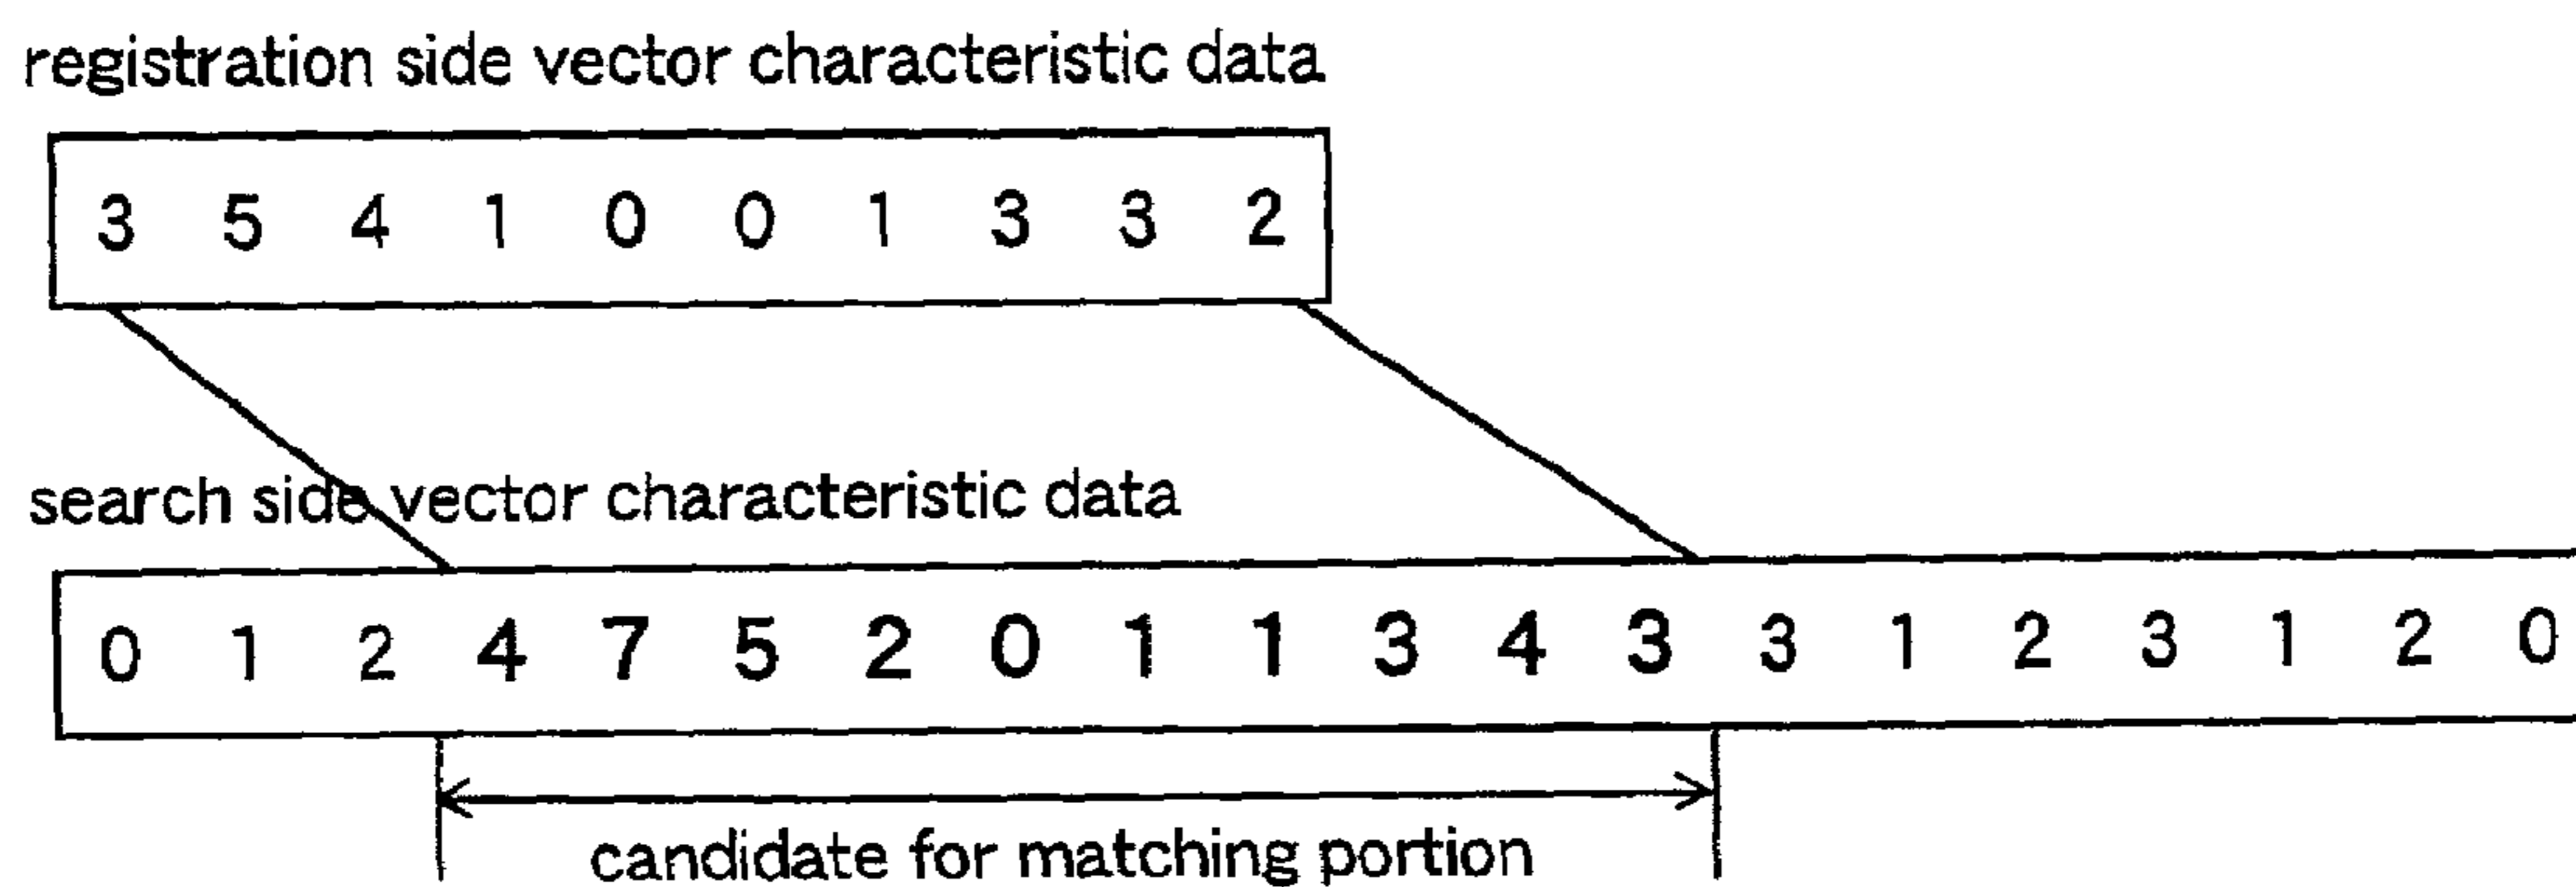 registration side vector characteristic data
3 5 4 1 0 0 1 3 3 2
search side vector characteristic data
0 1 2 4 7 5 2 0 1 1 3 4 3 3 1 2 3 1 2 0
candidate for matching portion